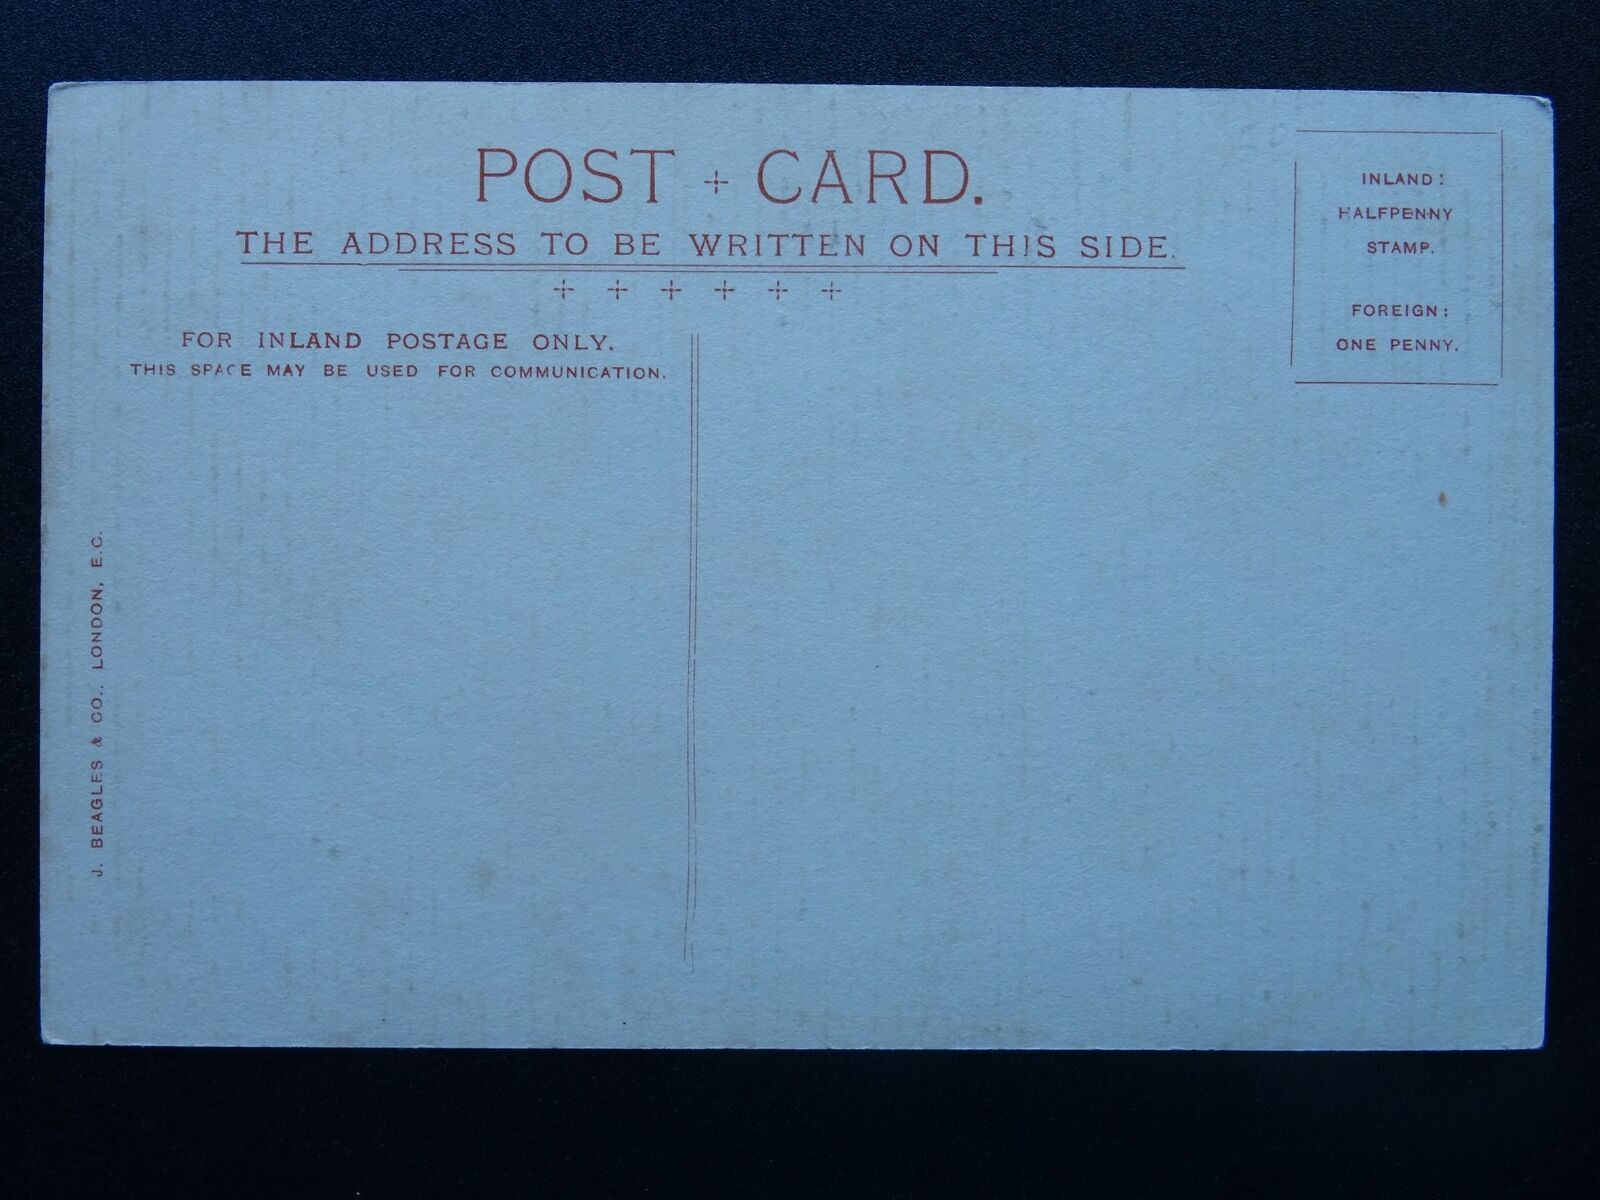 POST CARD.
THE ADDRESS TO BE WRITTEN ON THIS SIDE.
INLAND:
HALFPENNY
STAMP.
FOREIGN:
ONE PENNY.
FOR INLAND POSTAGE ONLY.
THIS SPACE MAY BE USED FOR COMMUNICATION.
J. BEAGLES & CO., LONDON, E.C.